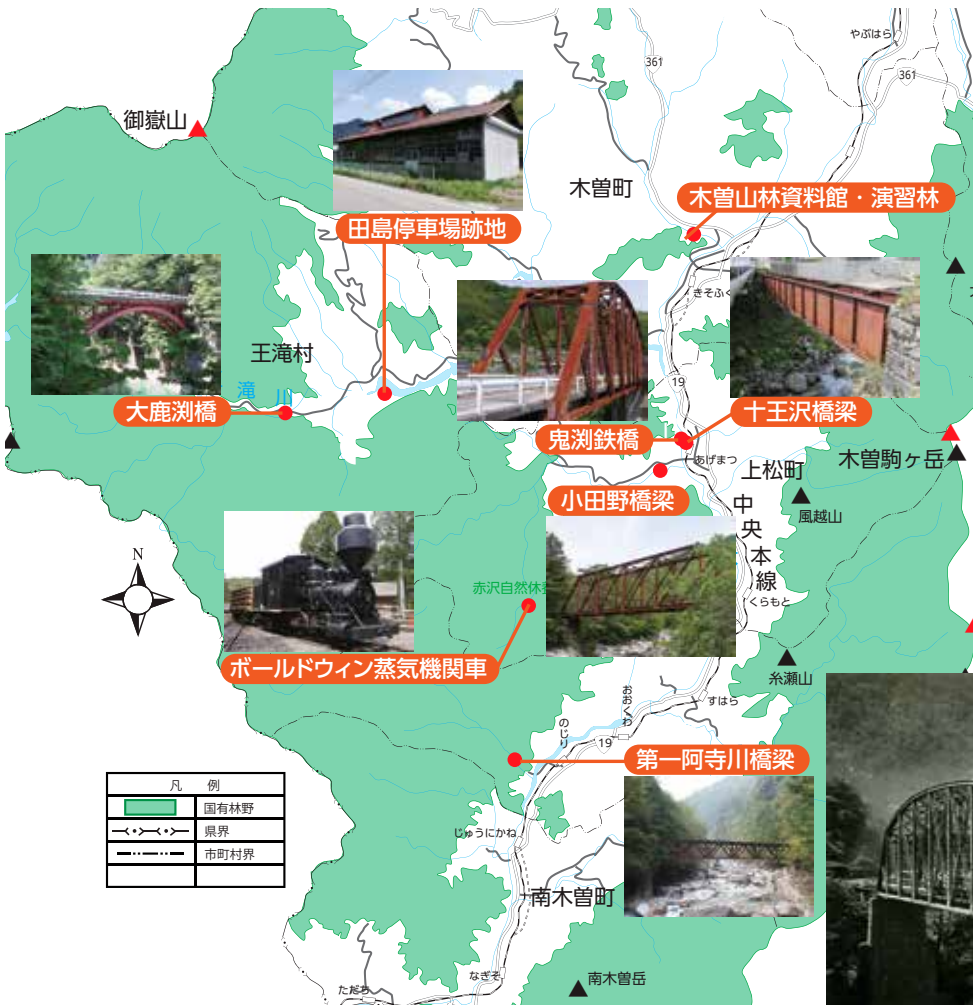 やぶはら
361
361
御嶽山
木曽町
木曽山林資料館・演習林
田島停車場跡地
きそふく
王滝村
滝川
19
大鹿渕橋
十王沢橋梁
鬼渕鉄橋
あげまつ
木曽駒ヶ岳
上松町
小田野橋梁
風越山
中央本線
N
赤沢自然休
くらもと
ボールドウィン蒸気機関車
糸瀬山
すはら
おおくわ
のじり
19
第一阿寺川橋梁
凡 例
国有林野
県界
市町村界
じゅうにかね
南木曽町
なぎそ
南木曽岳
ただち